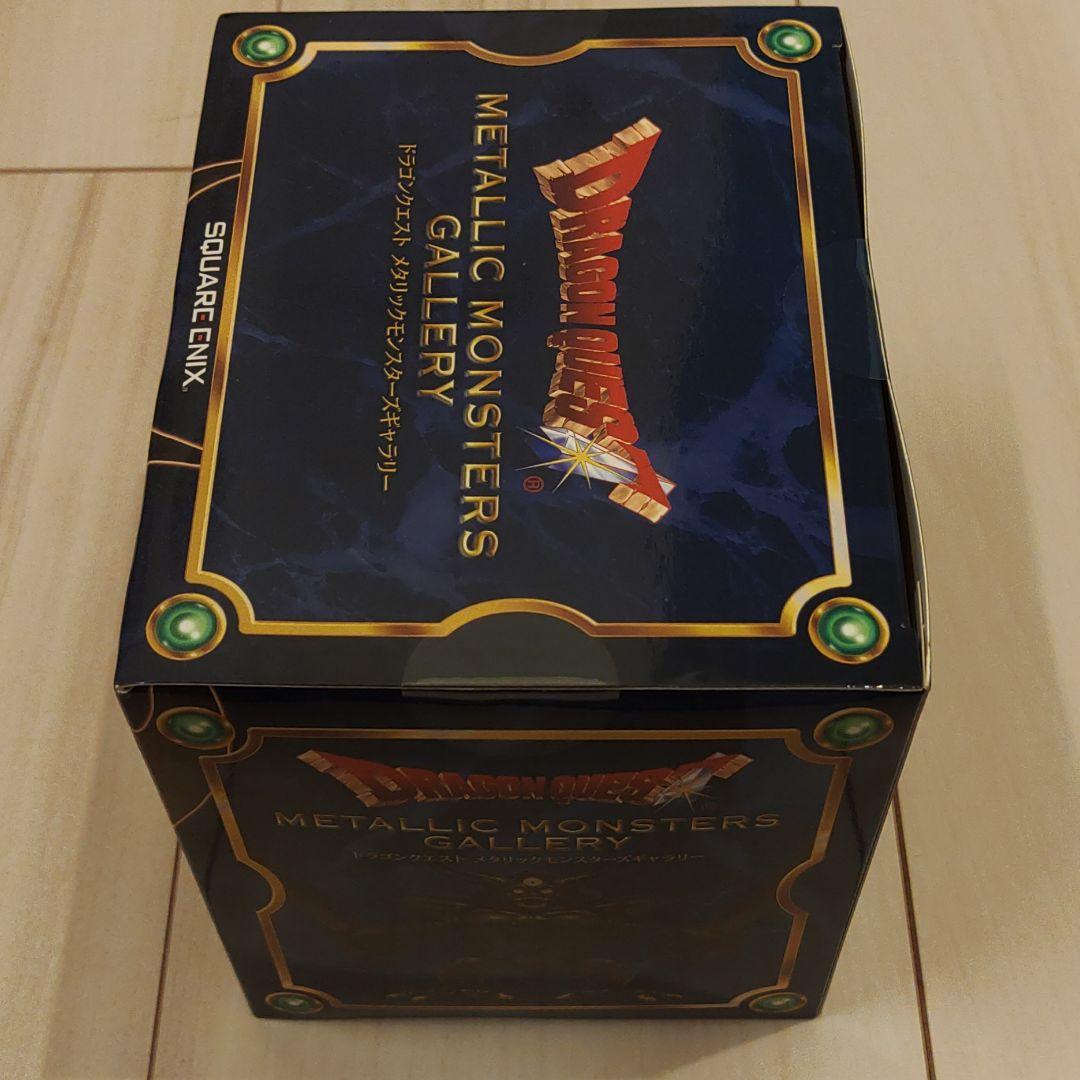 DRAGON QUEST®
METALLIC MONSTERS
GALLERY
ドラゴンクエスト メタリックモンスターズギャラリー
SQUARE ENIX
DRAGON QUEST
METALLIC MONSTERS
GALLERY
ドラゴンクエスト メタリックモンスターズギャラリー